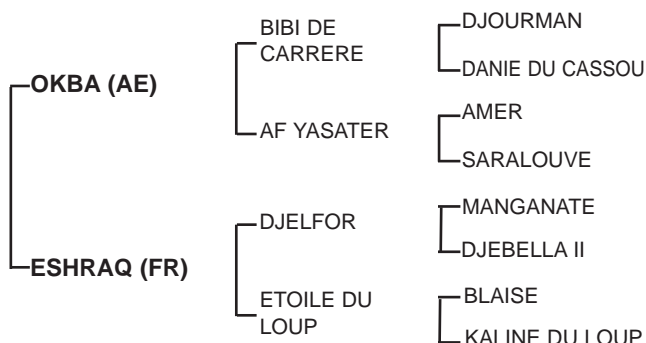 BIBI DE
CARRERE
DJOURMAN
DANIE DU CASSOU
OKBA (AE)
AF YASATER
AMER
SARALOUVE
ESHRAQ (FR)
DJELFOR
MANGANATE
DJEBELLA II
ETOILE DU
LOUP
BLAISE
KALINE DU LOUP